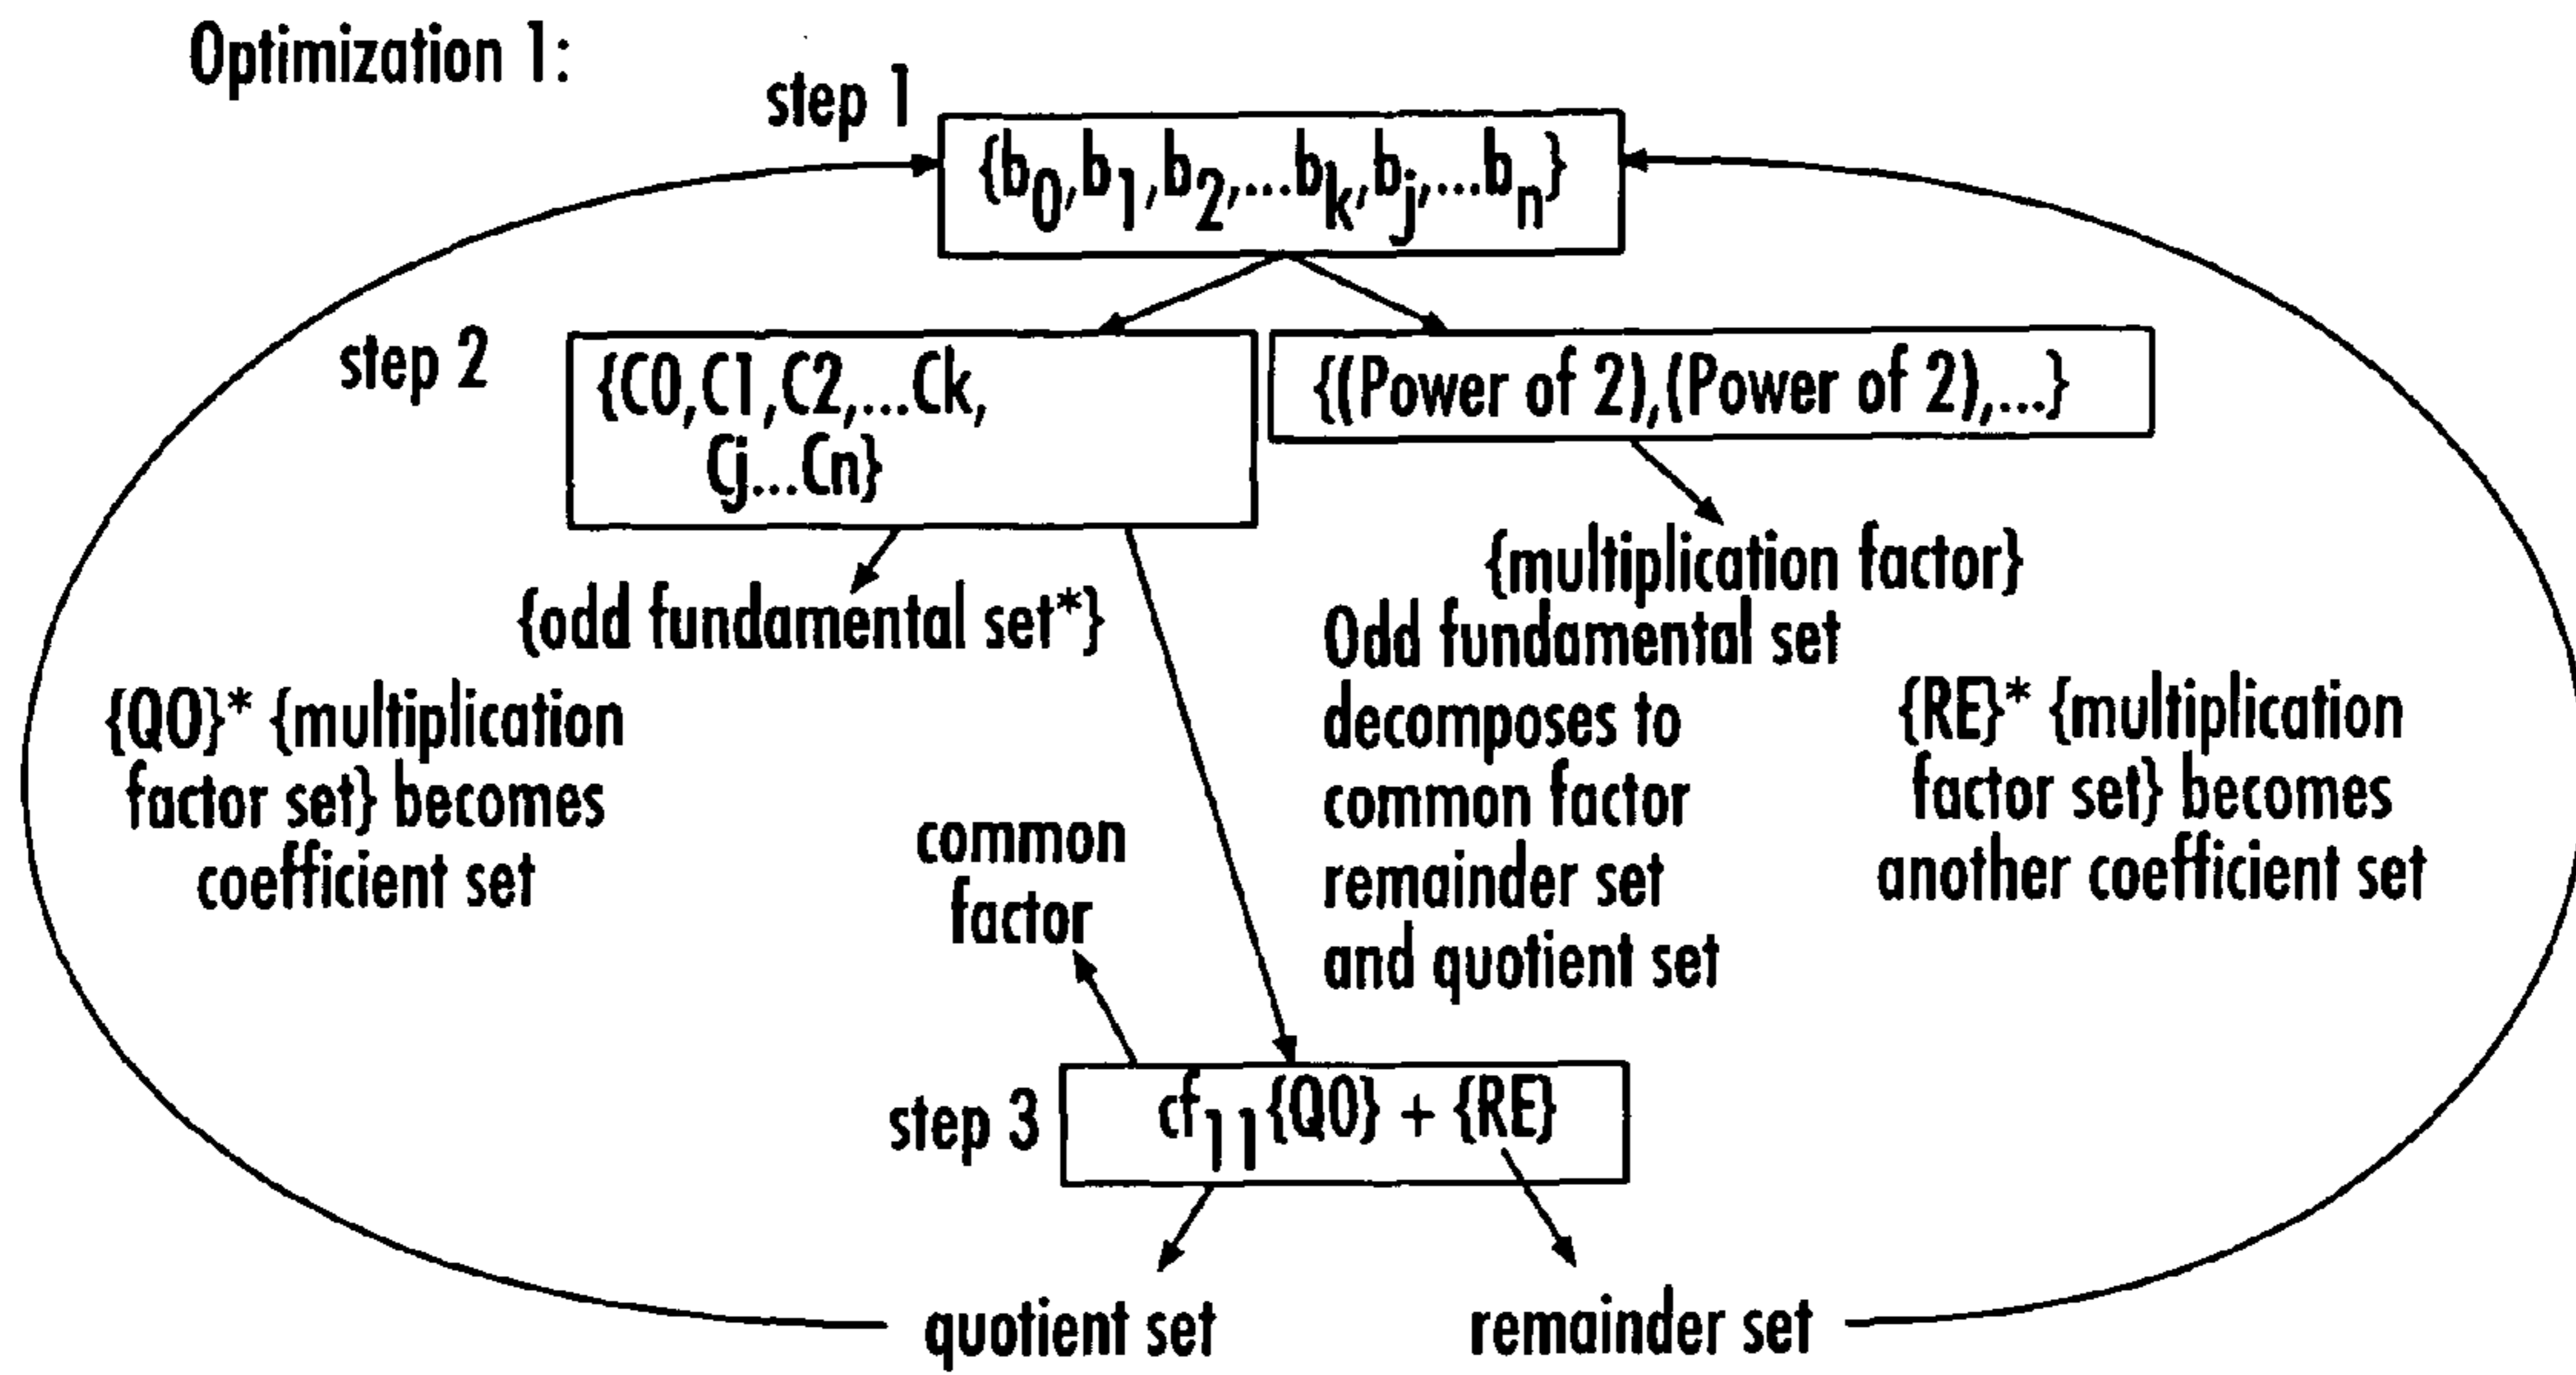 Optimization 1:
step 1
{b0,b1,b2,...bk,bj,...bn}
step 2
{C0,C1,C2,...Ck,
Cj...Cn}
{(Power of 2),(Power of 2),...}
{odd fundamental set*}
{multiplication factor}
Odd fundamental set
decomposes to
common factor
remainder set
and quotient set
{QO}* {multiplication
factor set} becomes
coefficient set
{RE}* {multiplication
factor set} becomes
another coefficient set
common
factor
step 3
cf11{QO} + {RE}
quotient set
remainder set